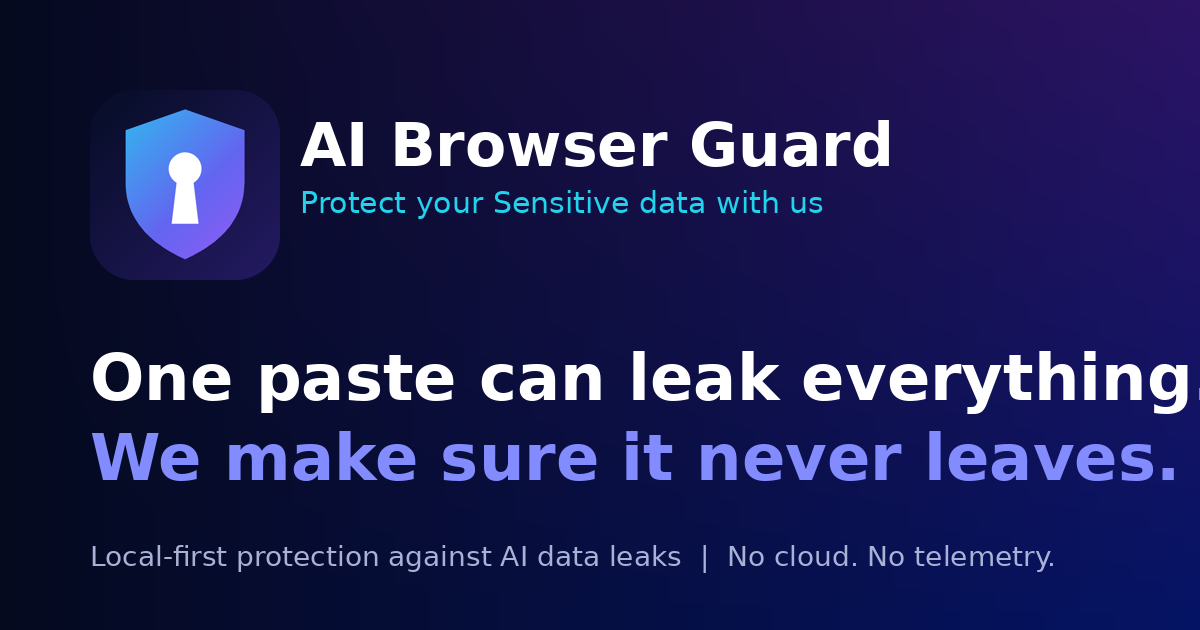 AI Browser Guard
Protect your Sensitive data with us
One paste can leak everything.
We make sure it never leaves.
Local-first protection against AI data leaks | No cloud. No telemetry.